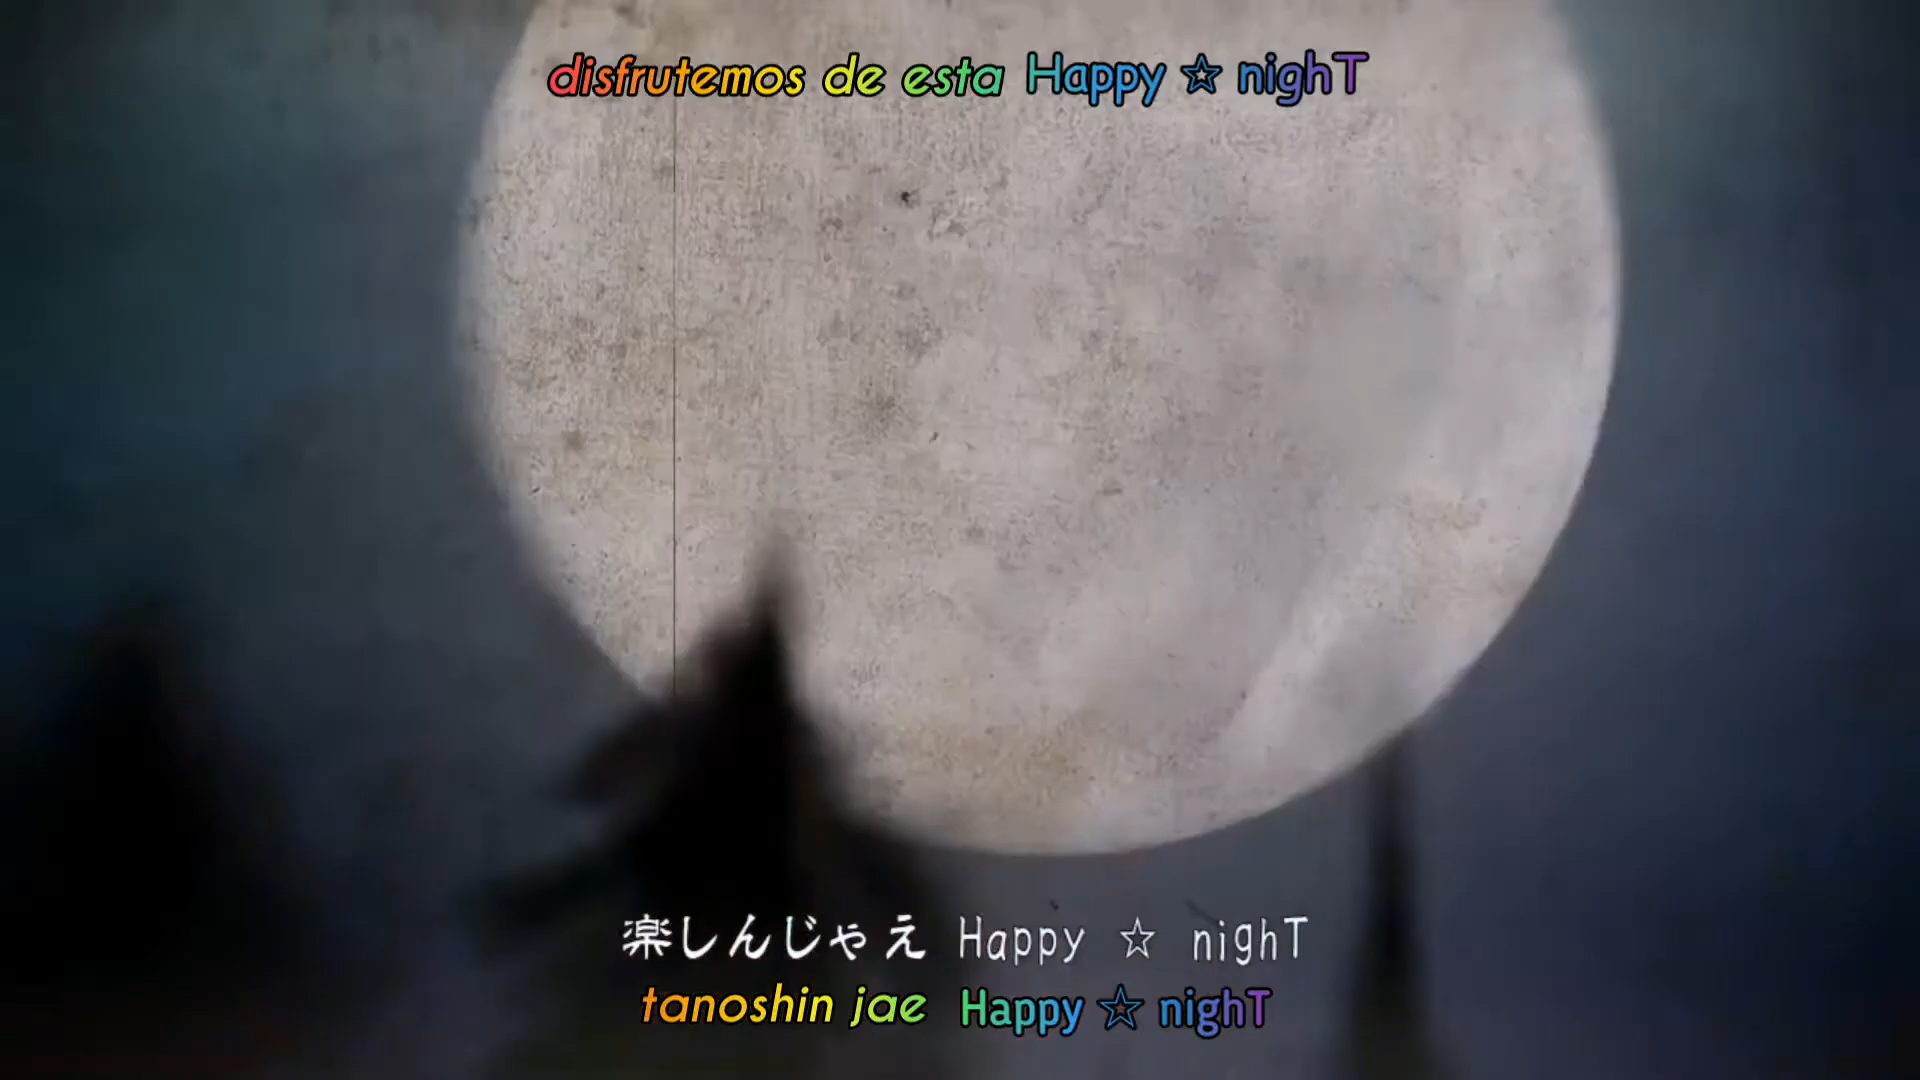 disfrutemos de esta Happy ☆ nighT
楽しんじゃえ Happy ☆ nighT
tanoshin jae Happy ☆ nighT